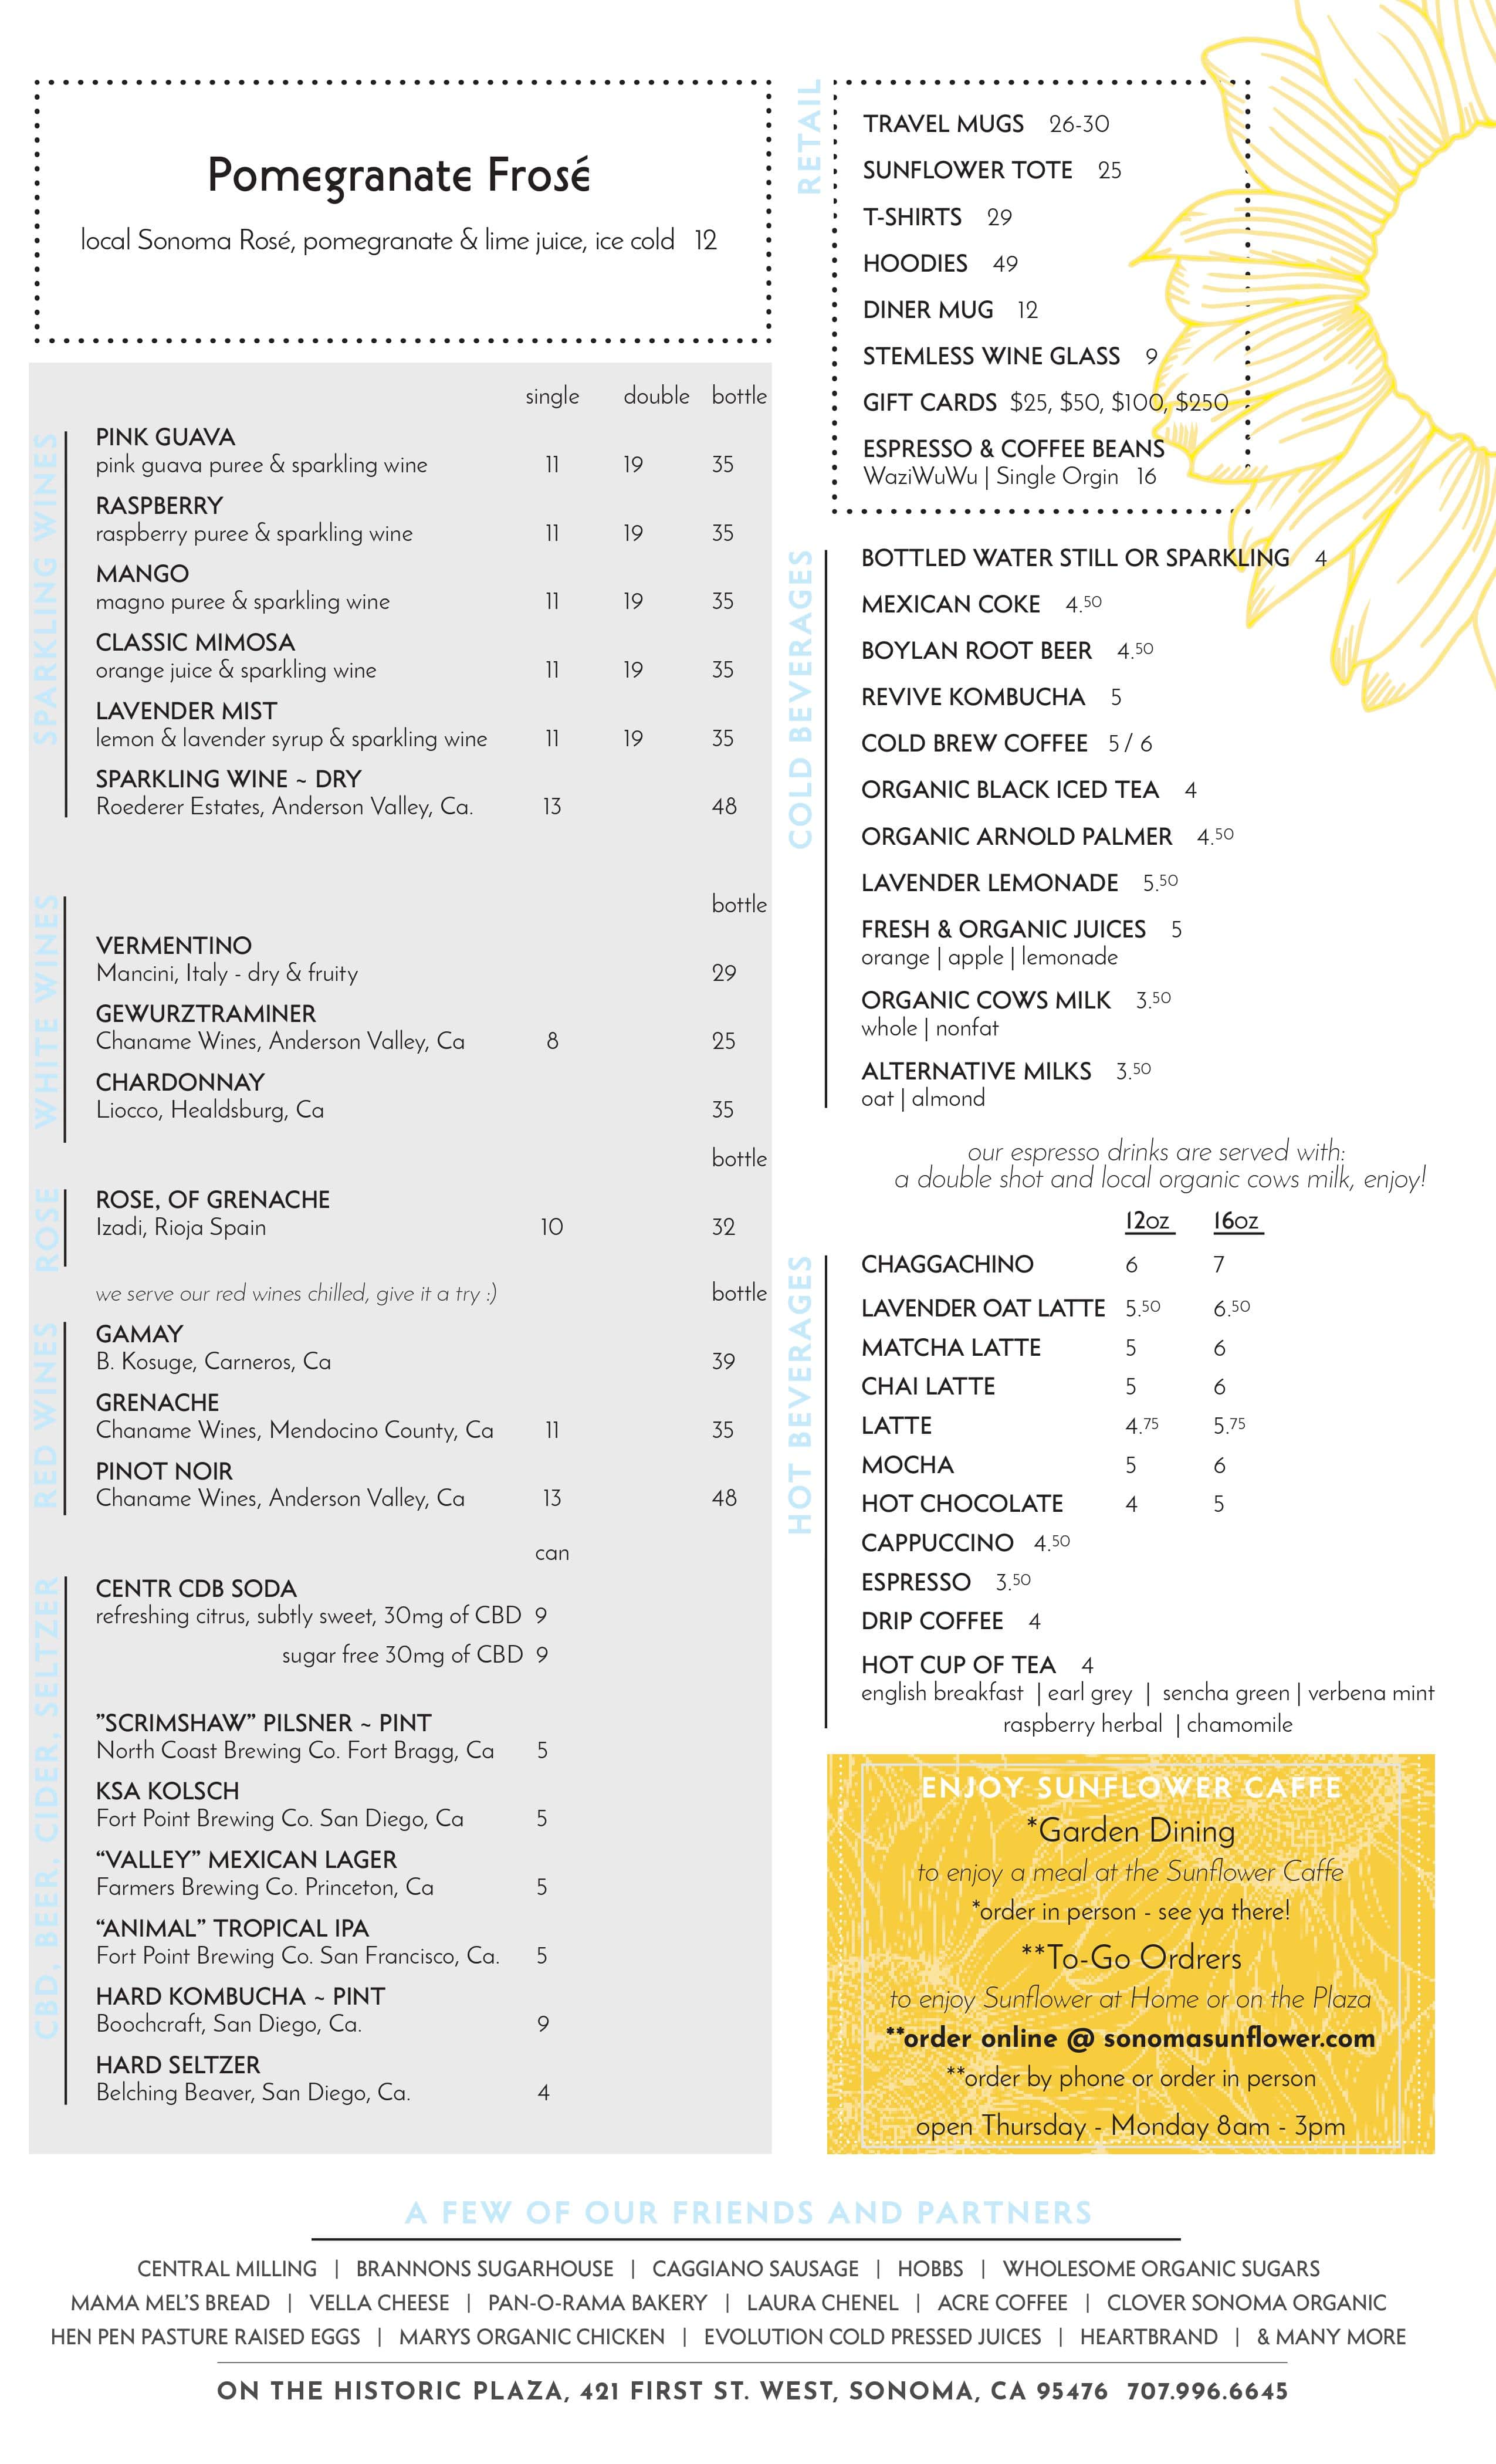 Pomegranate Frosé
local Sonoma Rosé, pomegranate & lime juice, ice cold 12
single double bottle
SPARKLING WINES
PINK GUAVA
pink guava puree & sparkling wine 11 19 35
RASPBERRY
raspberry puree & sparkling wine 11 19 35
MANGO
magno puree & sparkling wine 11 19 35
CLASSIC MIMOSA
orange juice & sparkling wine 11 19 35
LAVENDER MIST
lemon & lavender syrup & sparkling wine 11 19 35
SPARKLING WINE ~ DRY
Roederer Estates, Anderson Valley, Ca. 13 48
bottle
WHITE WINES
VERMENTINO
Mancini, Italy - dry & fruity 29
GEWURZTRAMINER
Chaname Wines, Anderson Valley, Ca 8 25
CHARDONNAY
Liocco, Healdsburg, Ca 35
bottle
ROSE
ROSE, OF GRENACHE
Izadi, Rioja Spain 10 32
we serve our red wines chilled, give it a try :) bottle
RED WINES
GAMAY
B. Kosuge, Carneros, Ca 39
GRENACHE
Chaname Wines, Mendocino County, Ca 11 35
PINOT NOIR
Chaname Wines, Anderson Valley, Ca 13 48
can
CBD, BEER, CIDER, SELTZER
CENTR CDB SODA
refreshing citrus, subtly sweet, 30mg of CBD 9
sugar free 30mg of CBD 9
"SCRIMSHAW" PILSNER ~ PINT
North Coast Brewing Co. Fort Bragg, Ca 5
KSA KOLSCH
Fort Point Brewing Co. San Diego, Ca 5
“VALLEY” MEXICAN LAGER
Farmers Brewing Co. Princeton, Ca 5
“ANIMAL” TROPICAL IPA
Fort Point Brewing Co. San Francisco, Ca. 5
HARD KOMBUCHA ~ PINT
Boochcraft, San Diego, Ca. 9
HARD SELTZER
Belching Beaver, San Diego, Ca. 4
RETAIL
TRAVEL MUGS 26-30
SUNFLOWER TOTE 25
T-SHIRTS 29
HOODIES 49
DINER MUG 12
STEMLESS WINE GLASS 9
GIFT CARDS $25, $50, $100, $250
ESPRESSO & COFFEE BEANS
WaziWuWu | Single Orgin 16
COLD BEVERAGES
BOTTLED WATER STILL OR SPARKLING 4
MEXICAN COKE 4.50
BOYLAN ROOT BEER 4.50
REVIVE KOMBUCHA 5
COLD BREW COFFEE 5 / 6
ORGANIC BLACK ICED TEA 4
ORGANIC ARNOLD PALMER 4.50
LAVENDER LEMONADE 5.50
FRESH & ORGANIC JUICES 5
orange | apple | lemonade
ORGANIC COWS MILK 3.50
whole | nonfat
ALTERNATIVE MILKS 3.50
oat | almond
our espresso drinks are served with:
a double shot and local organic cows milk, enjoy!
12oz 16oz
HOT BEVERAGES
CHAGGACHINO 6 7
LAVENDER OAT LATTE 5.50 6.50
MATCHA LATTE 5 6
CHAI LATTE 5 6
LATTE 4.75 5.75
MOCHA 5 6
HOT CHOCOLATE 4 5
CAPPUCCINO 4.50
ESPRESSO 3.50
DRIP COFFEE 4
HOT CUP OF TEA 4
english breakfast | earl grey | sencha green | verbena mint
raspberry herbal | chamomile
ENJOY SUNFLOWER CAFFE
*Garden Dining
to enjoy a meal at the Sunflower Caffe
*order in person - see ya there!
**To-Go Ordrers
to enjoy Sunflower at Home or on the Plaza
**order online @ sonomasunflower.com
**order by phone or order in person
open Thursday - Monday 8am - 3pm
A FEW OF OUR FRIENDS AND PARTNERS
CENTRAL MILLING | BRANNONS SUGARHOUSE | CAGGIANO SAUSAGE | HOBBS | WHOLESOME ORGANIC SUGARS
MAMA MEL'S BREAD | VELLA CHEESE | PAN-O-RAMA BAKERY | LAURA CHENEL | ACRE COFFEE | CLOVER SONOMA ORGANIC
HEN PEN PASTURE RAISED EGGS | MARYS ORGANIC CHICKEN | EVOLUTION COLD PRESSED JUICES | HEARTBRAND | & MANY MORE
ON THE HISTORIC PLAZA, 421 FIRST ST. WEST, SONOMA, CA 95476 707.996.6645